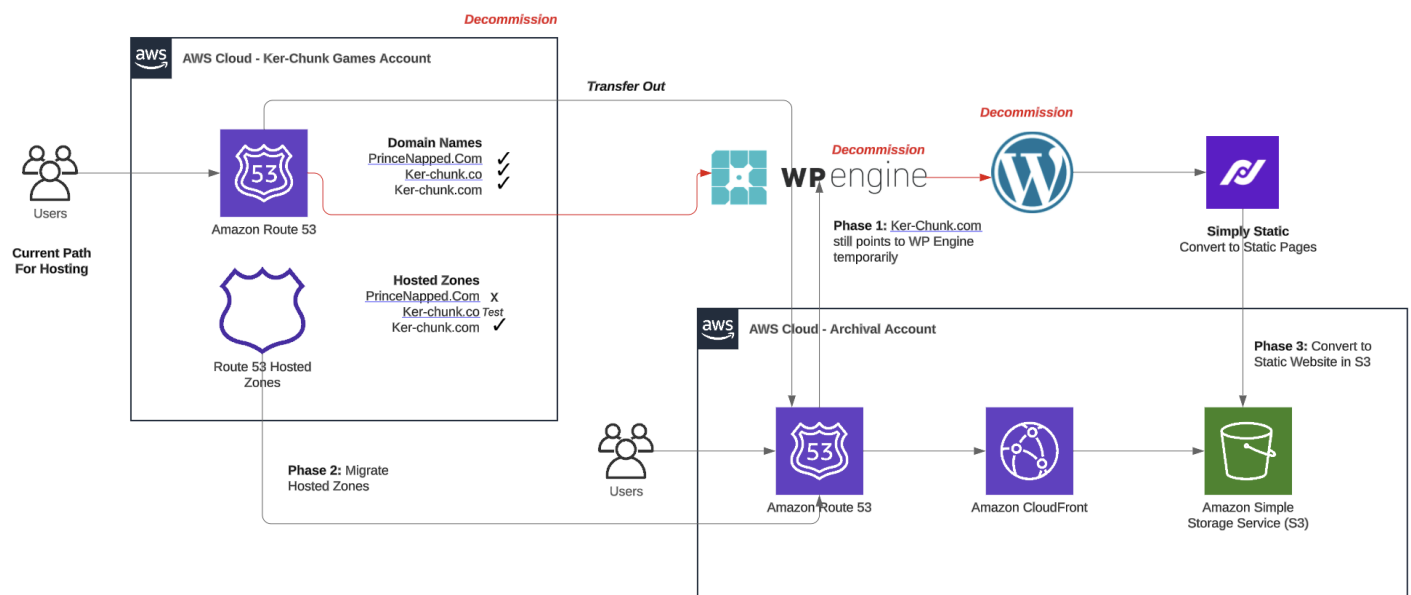 Decommission
aws
AWS Cloud - Ker-Chunk Games Account
Transfer Out
Users
Current Path
For Hosting
53
Amazon Route 53
Domain Names
PrinceNapped.Com ✓
Ker-chunk.co ✓
Ker-chunk.com ✓
Route 53 Hosted
Zones
Hosted Zones
PrinceNapped.Com x
Ker-chunk.co Test
Ker-chunk.com ✓
Decommission
WP engine
Decommission
W
Phase 1: Ker-Chunk.com
still points to WP Engine
temporarily
Simply Static
Convert to Static Pages
aws
AWS Cloud - Archival Account
Phase 3: Convert to
Static Website in S3
Phase 2: Migrate
Hosted Zones
Users
53
Amazon Route 53
Amazon CloudFront
Amazon Simple
Storage Service (S3)